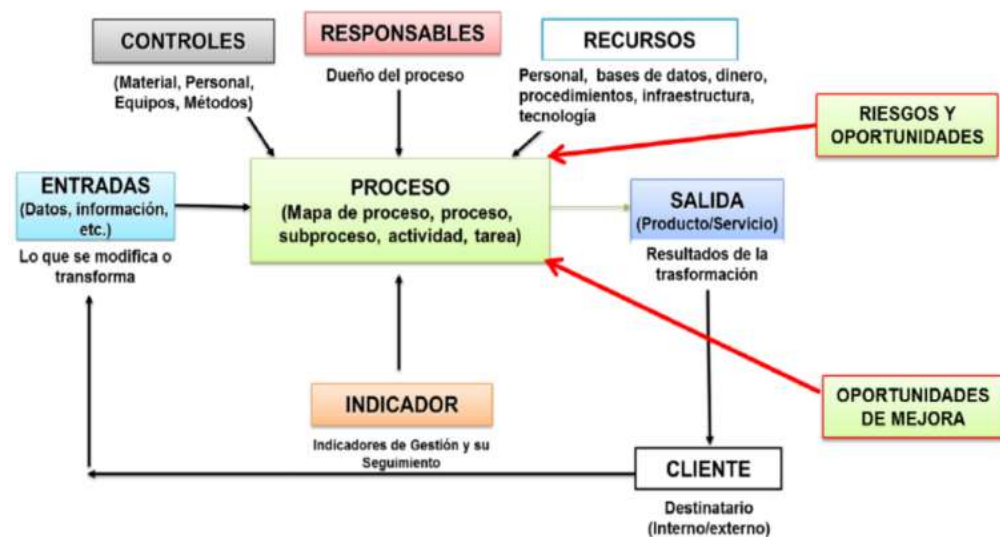 CONTROLES
(Material, Personal,
Equipos, Métodos)
RESPONSABLES
Dueño del proceso
RECURSOS
Personal, bases de datos, dinero,
procedimientos, infraestructura,
tecnología
RIESGOS Y
OPORTUNIDADES
ENTRADAS
(Datos, información,
etc.)
Lo que se modifica o
transforma
PROCESO
(Mapa de proceso, proceso,
subproceso, actividad, tarea)
SALIDA
(Producto/Servicio)
Resultados de la
trasformación
INDICADOR
Indicadores de Gestión y su
Seguimiento
OPORTUNIDADES
DE MEJORA
CLIENTE
Destinatario
(Interno/externo)